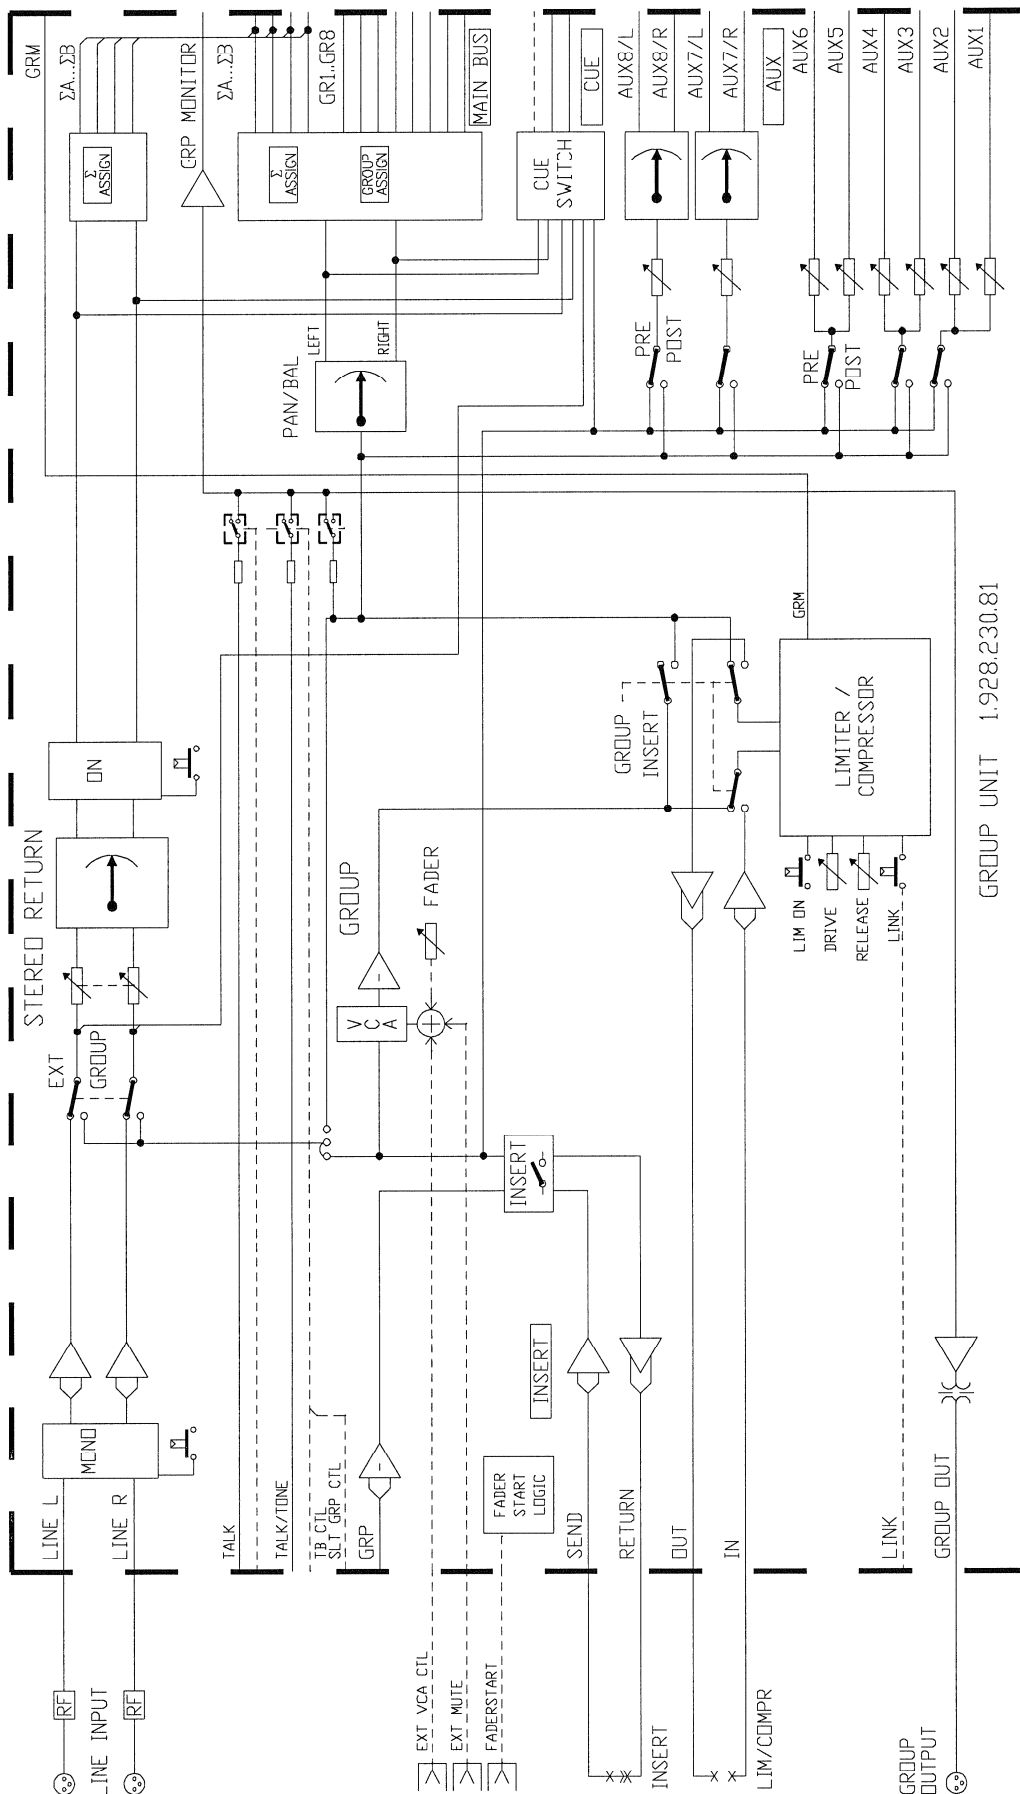 GRM
ΣA...ΣB
GRP MONITOR
ΣA...ΣB
GR1..GR8
MAIN BUS
CUE
AUX8/L
AUX8/R
AUX7/L
AUX7/R
AUX
AUX6
AUX5
AUX4
AUX3
AUX2
AUX1
Σ
ASSIGN
Σ
ASSIGN
GROUP
ASSIGN
CUE
SWITCH
LEFT
RIGHT
PAN/BAL
PRE
POST
PRE
POST
GRM
ON
STEREO RETURN
GROUP
INSERT
LIMITER /
COMPRESSOR
GROUP UNIT 1.928.230.81
GROUP
FADER
LIM ON
DRIVE
RELEASE
LINK
EXT
GROUP
VCA
INSERT
INSERT
MONO
FADER
START
LOGIC
LINE L
LINE R
TALK
TALK/TONE
TB CTL
SLT GRP CTL
GRP
SEND
RETURN
OUT
IN
LINK
GROUP OUT
RF
RF
LINE INPUT
EXT VCA CTL
EXT MUTE
FADERSTART
INSERT
LIM/COMPR
GROUP
OUTPUT